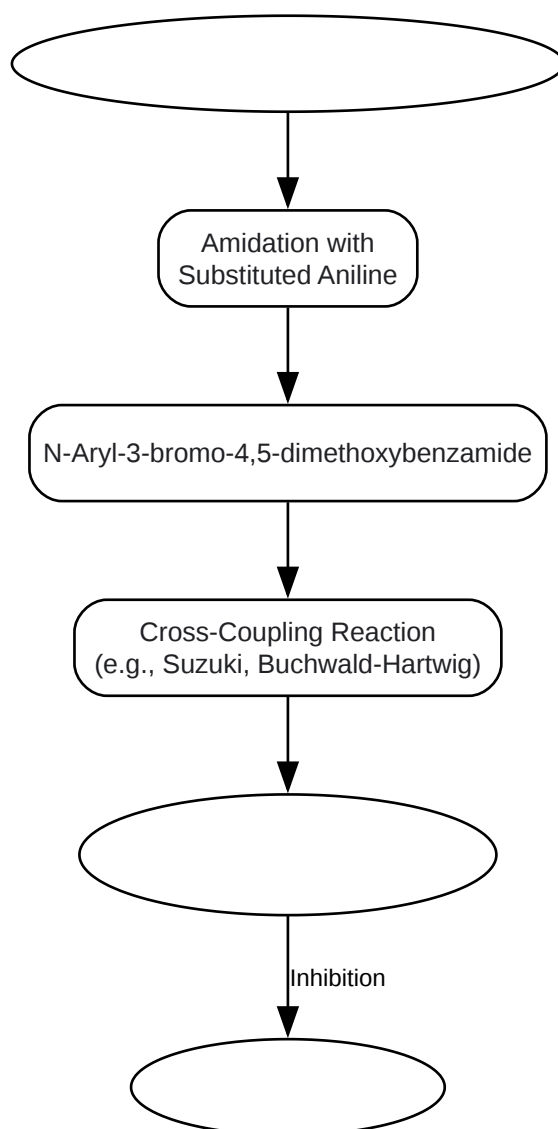 Amidation with
Substituted Aniline
N-Aryl-3-bromo-4,5-dimethoxybenzamide
Cross-Coupling Reaction
(e.g., Suzuki, Buchwald-Hartwig)
Inhibition